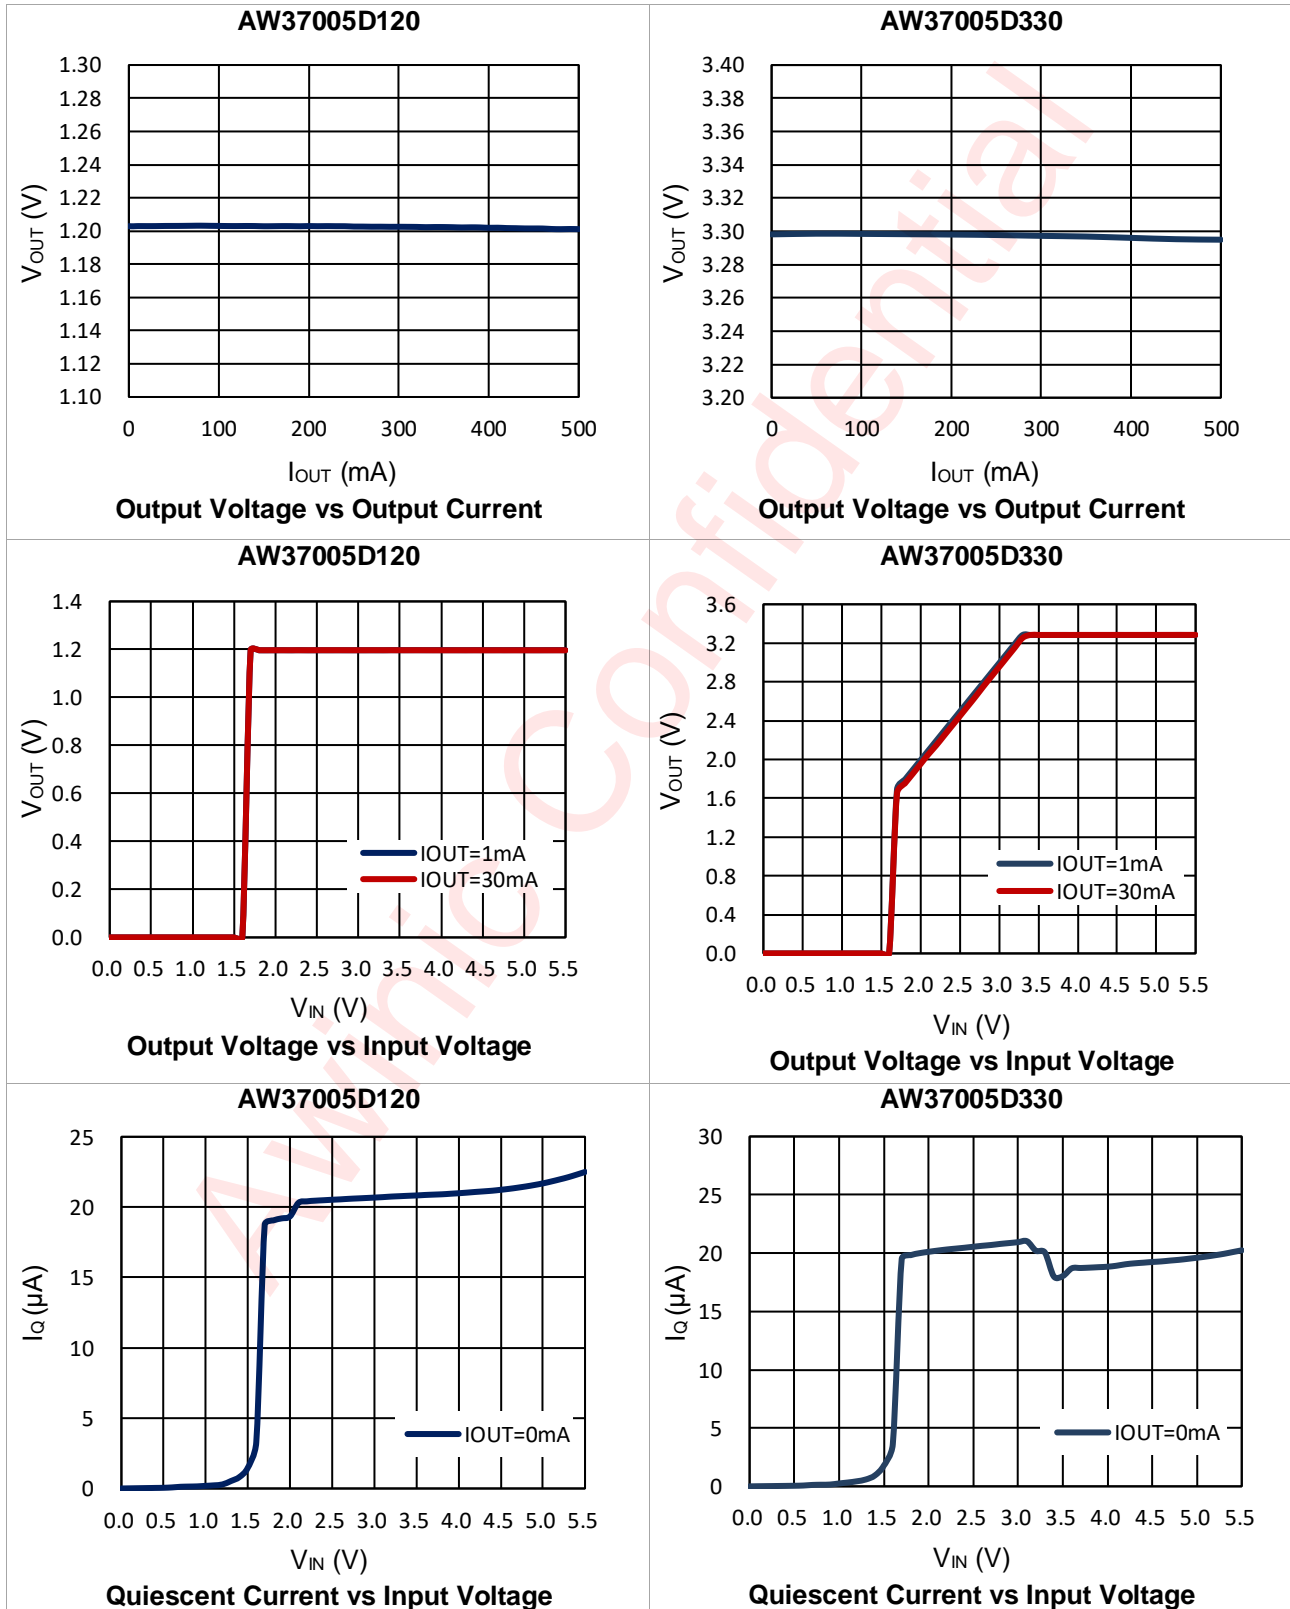 AW37005D120
1.30
1.28
1.26
1.24
1.22
1.20
1.18
1.16
1.14
1.12
1.10
VOUT (V)
0 100 200 300 400 500
IOUT (mA)
Output Voltage vs Output Current
AW37005D330
3.40
3.38
3.36
3.34
3.32
3.30
3.28
3.26
3.24
3.22
3.20
VOUT (V)
0 100 200 300 400 500
IOUT (mA)
Output Voltage vs Output Current
AW37005D120
1.4
1.2
1.0
0.8
0.6
0.4
0.2
0.0
VOUT (V)
IOUT=1mA
IOUT=30mA
0.0 0.5 1.0 1.5 2.0 2.5 3.0 3.5 4.0 4.5 5.0 5.5
VIN (V)
Output Voltage vs Input Voltage
AW37005D330
3.6
3.2
2.8
2.4
2.0
1.6
1.2
0.8
0.4
0.0
VOUT (V)
IOUT=1mA
IOUT=30mA
0.0 0.5 1.0 1.5 2.0 2.5 3.0 3.5 4.0 4.5 5.0 5.5
VIN (V)
Output Voltage vs Input Voltage
AW37005D120
25
20
15
10
5
0
IQ (µA)
IOUT=0mA
0.0 0.5 1.0 1.5 2.0 2.5 3.0 3.5 4.0 4.5 5.0 5.5
VIN (V)
Quiescent Current vs Input Voltage
AW37005D330
30
25
20
15
10
5
0
IQ (µA)
IOUT=0mA
0.0 0.5 1.0 1.5 2.0 2.5 3.0 3.5 4.0 4.5 5.0 5.5
VIN (V)
Quiescent Current vs Input Voltage
Awinic Confidential